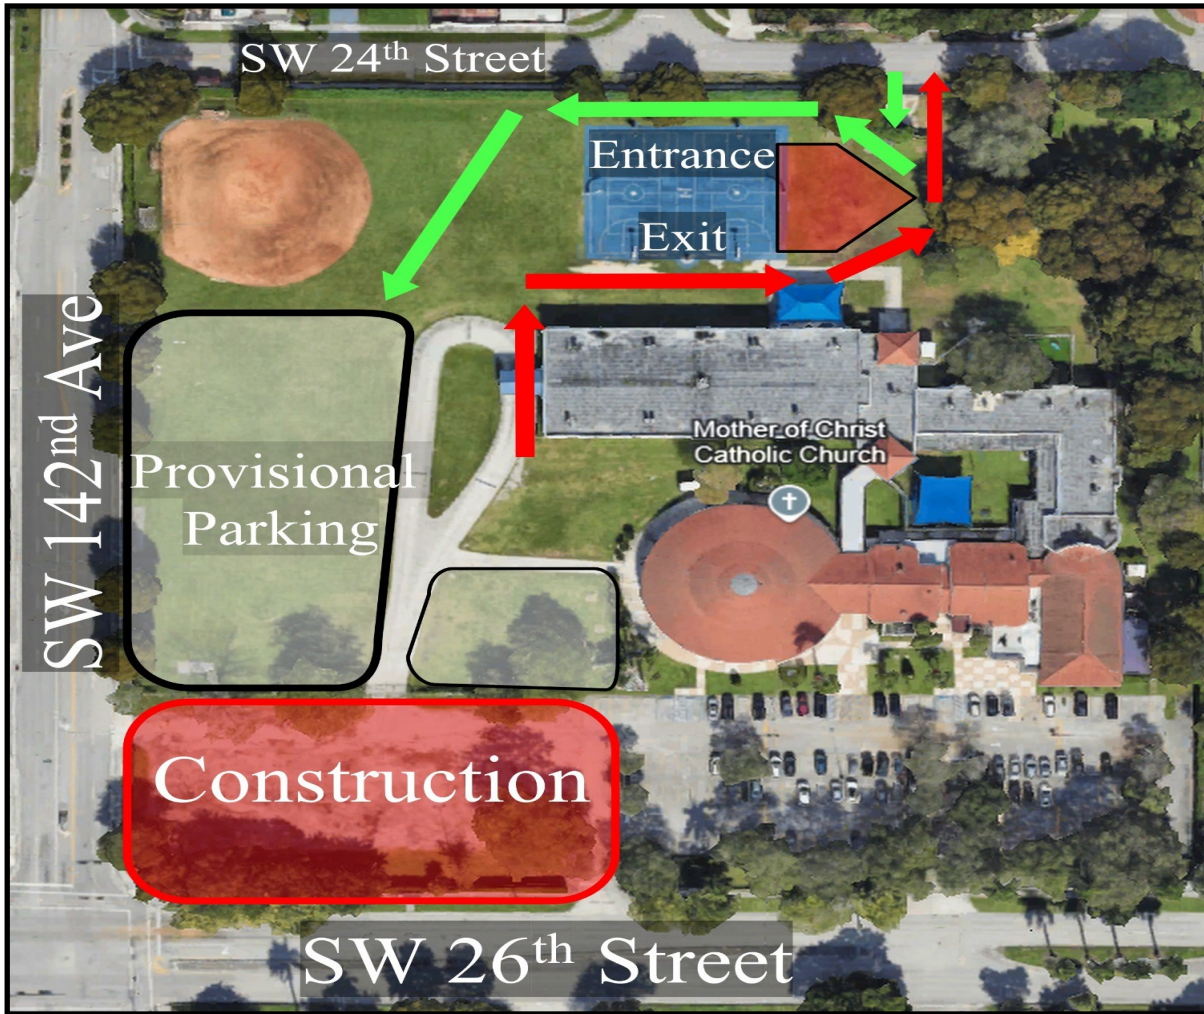 SW 24th Street
Entrance
Exit
SW 142nd Ave
Provisional
Parking
Mother of Christ
Catholic Church
Construction
SW 26th Street